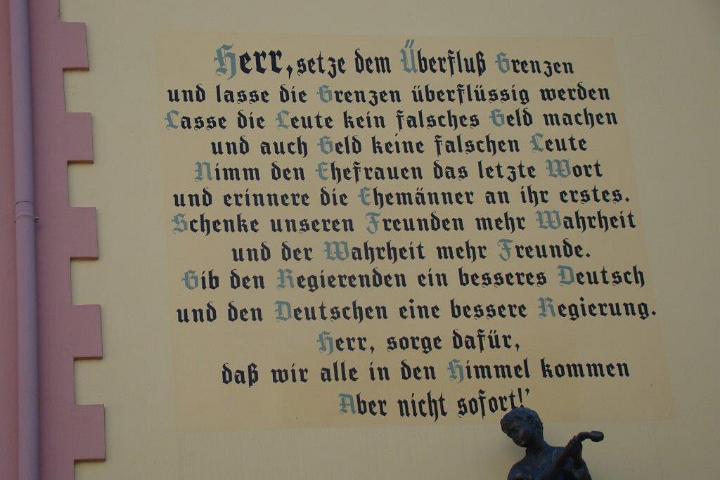 Herr, setze dem Überfluß Grenzen
und lasse die Grenzen überflüssig werden
Lasse die Leute kein falsches Geld machen
und auch Geld keine falschen Leute
Nimm den Ehefrauen das letzte Wort
und erinnere die Ehemänner an ihr erstes.
Schenke unseren Freunden mehr Wahrheit
und der Wahrheit mehr Freunde.
Gib den Regierenden ein besseres Deutsch
und den Deutschen eine bessere Regierung.
Herr, sorge dafür,
daß wir alle in den Himmel kommen
Aber nicht sofort!'